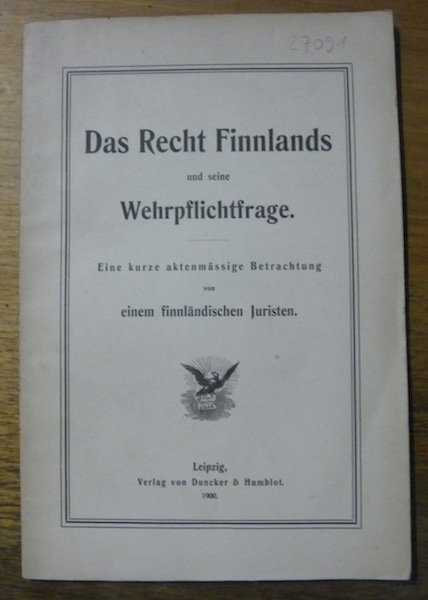 27091
Das Recht Finnlands
und seine
Wehrpflichtfrage.
Eine kurze aktenmässige Betrachtung
von
einem finnländischen Juristen.
Leipzig,
Verlag von Duncker & Humblot.
1900.